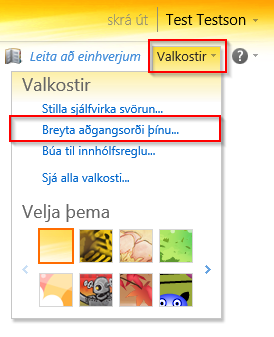 skrá út Test Testson
Leita að einhverjum Valkostir ?
Valkostir
Stilla sjálfvirka svörun...
Breyta aðgangsorði þínu...
Búa til innhólfsreglu...
Sjá alla valkosti...
Velja þema